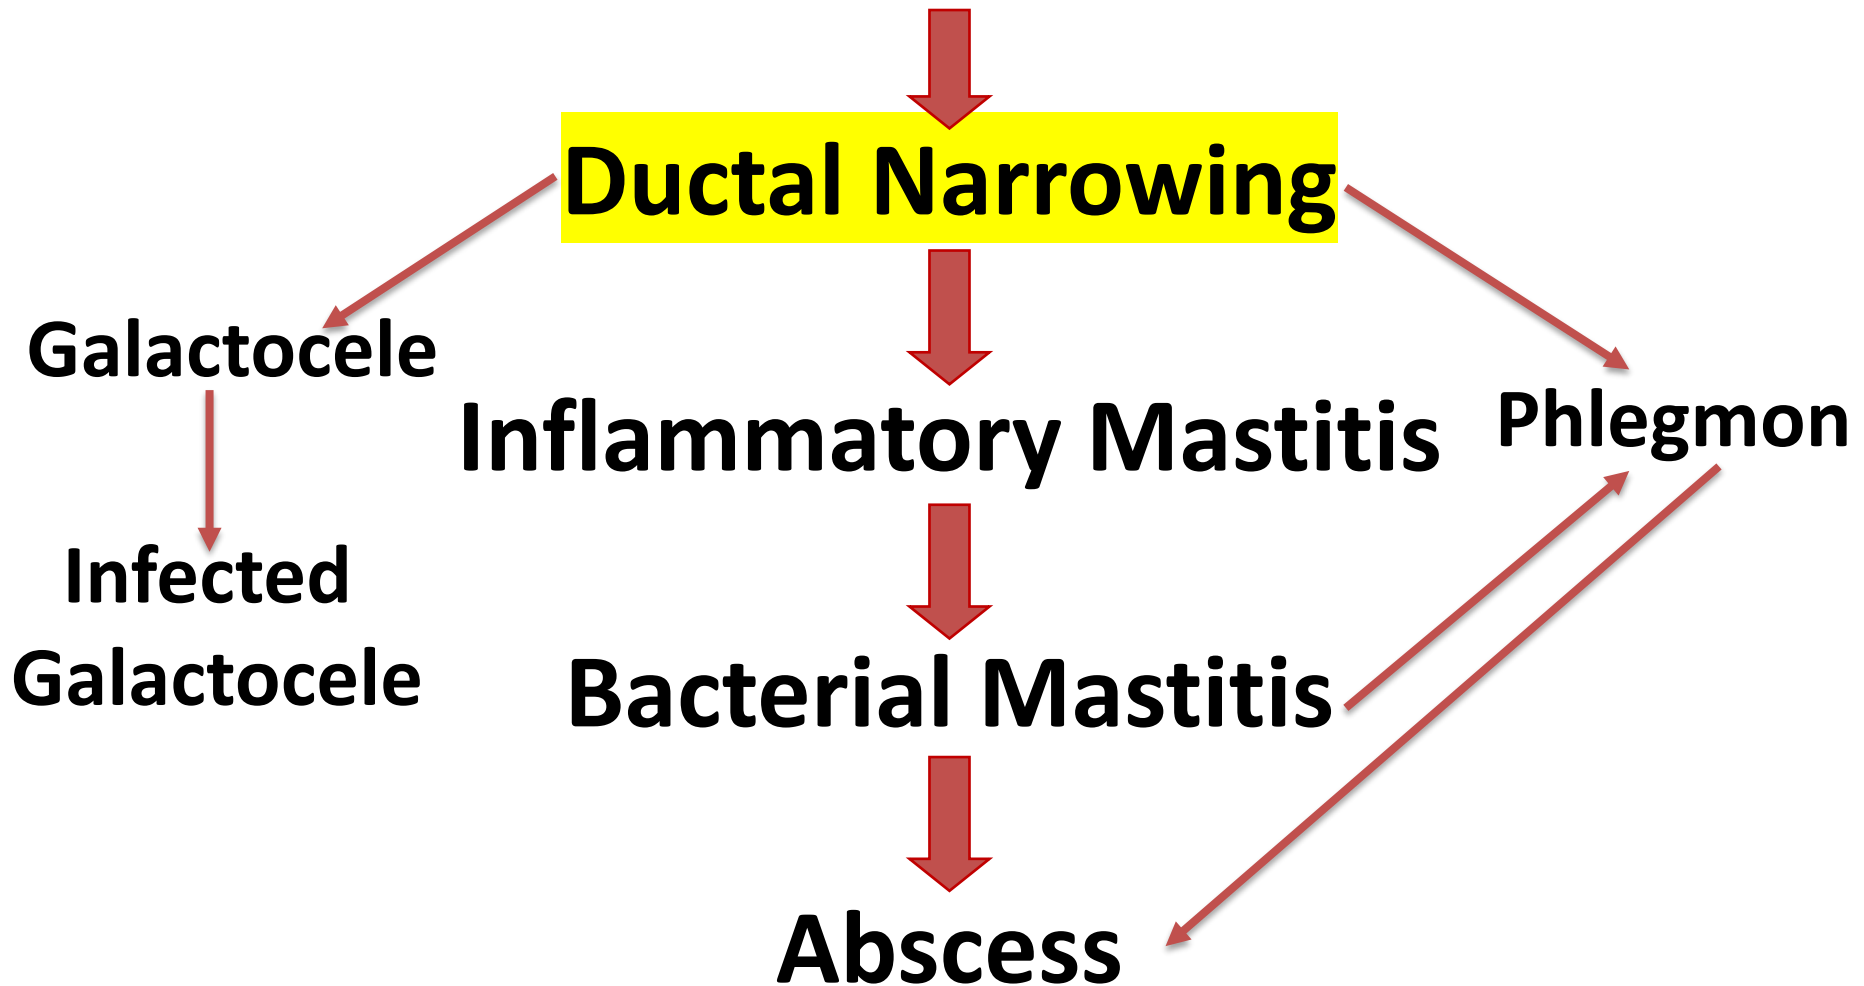 Ductal Narrowing
Galactocele
Inflammatory Mastitis
Phlegmon
Infected
Galactocele
Bacterial Mastitis
Abscess